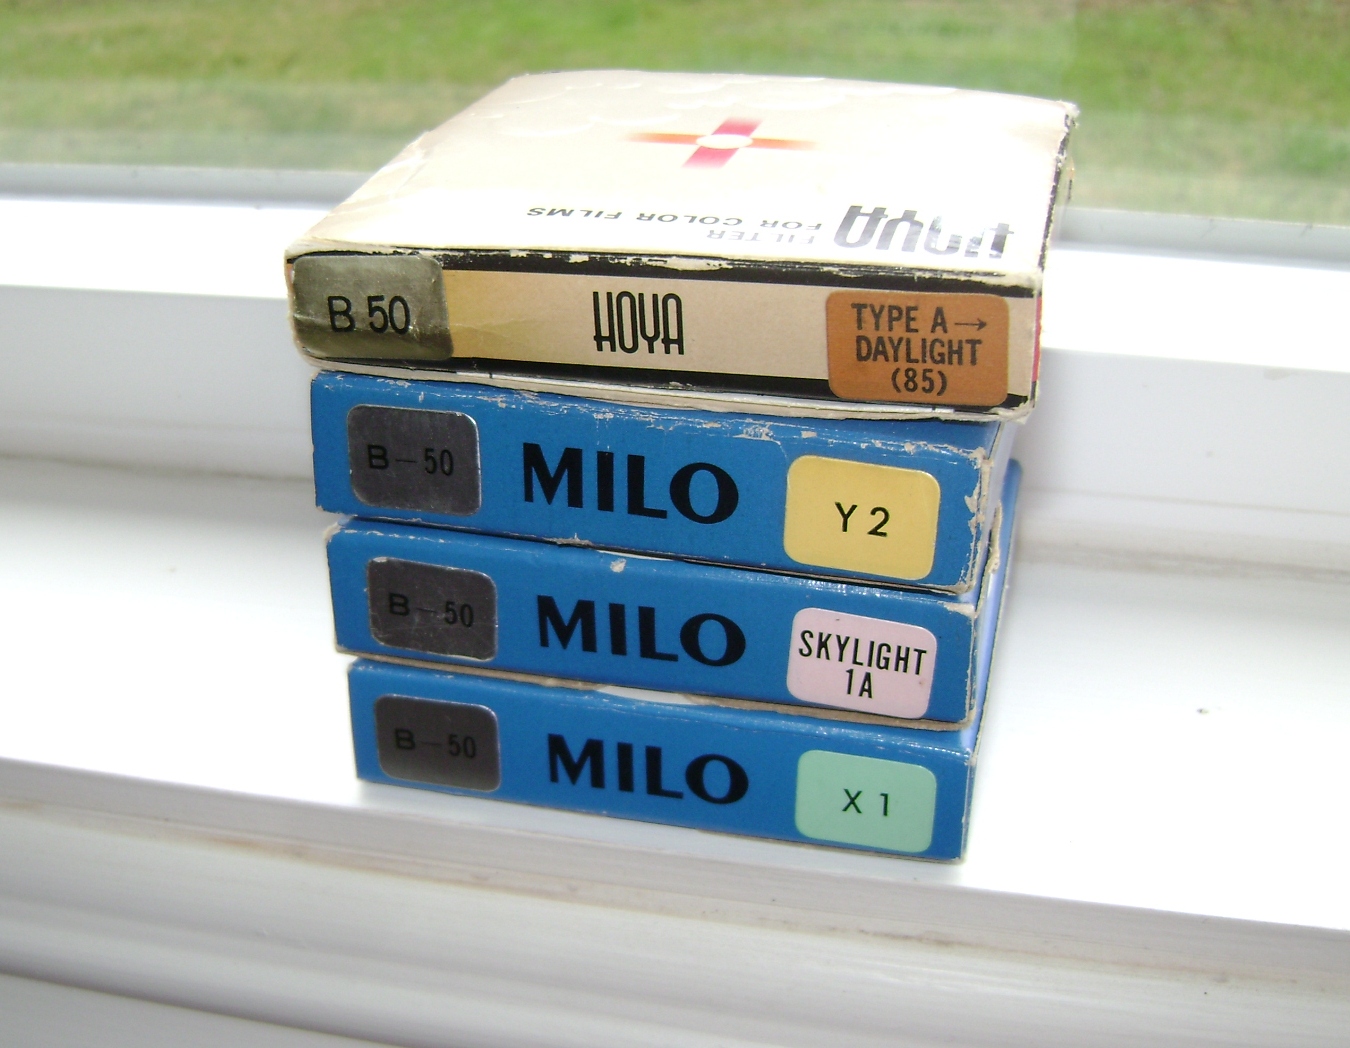 HOYA
FILTER
FOR COLOR FILMS
B 50
HOYA
TYPE A→
DAYLIGHT
(85)
B-50
MILO
Y2
B-50
MILO
SKYLIGHT
1A
B-50
MILO
X 1